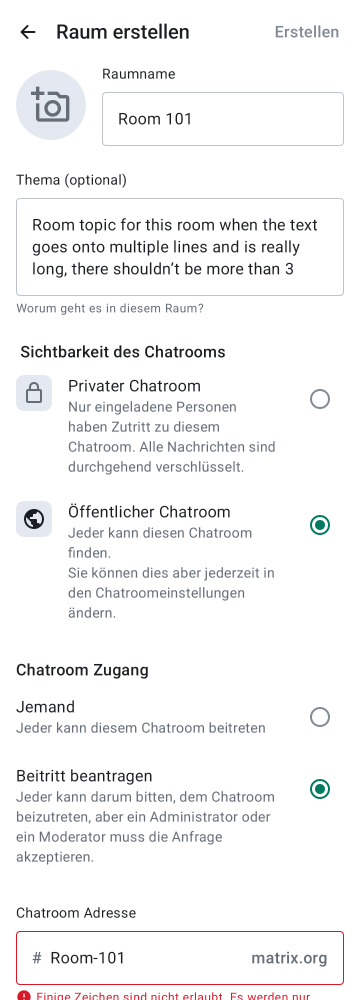 Raum erstellen
Erstellen
Raumname
Room 101
Thema (optional)
Room topic for this room when the text
goes onto multiple lines and is really
long, there shouldn’t be more than 3
Worum geht es in diesem Raum?
Sichtbarkeit des Chatrooms
Privater Chatroom
Nur eingeladene Personen
haben Zutritt zu diesem
Chatroom. Alle Nachrichten sind
durchgehend verschlüsselt.
Öffentlicher Chatroom
Jeder kann diesen Chatroom
finden.
Sie können dies aber jederzeit in
den Chatroomeinstellungen
ändern.
Chatroom Zugang
Jemand
Jeder kann diesem Chatroom beitreten
Beitritt beantragen
Jeder kann darum bitten, dem Chatroom
beizutreten, aber ein Administrator oder
ein Moderator muss die Anfrage
akzeptieren.
Chatroom Adresse
# Room-101 matrix.org
Einige Zeichen sind nicht erlaubt. Es werden nur